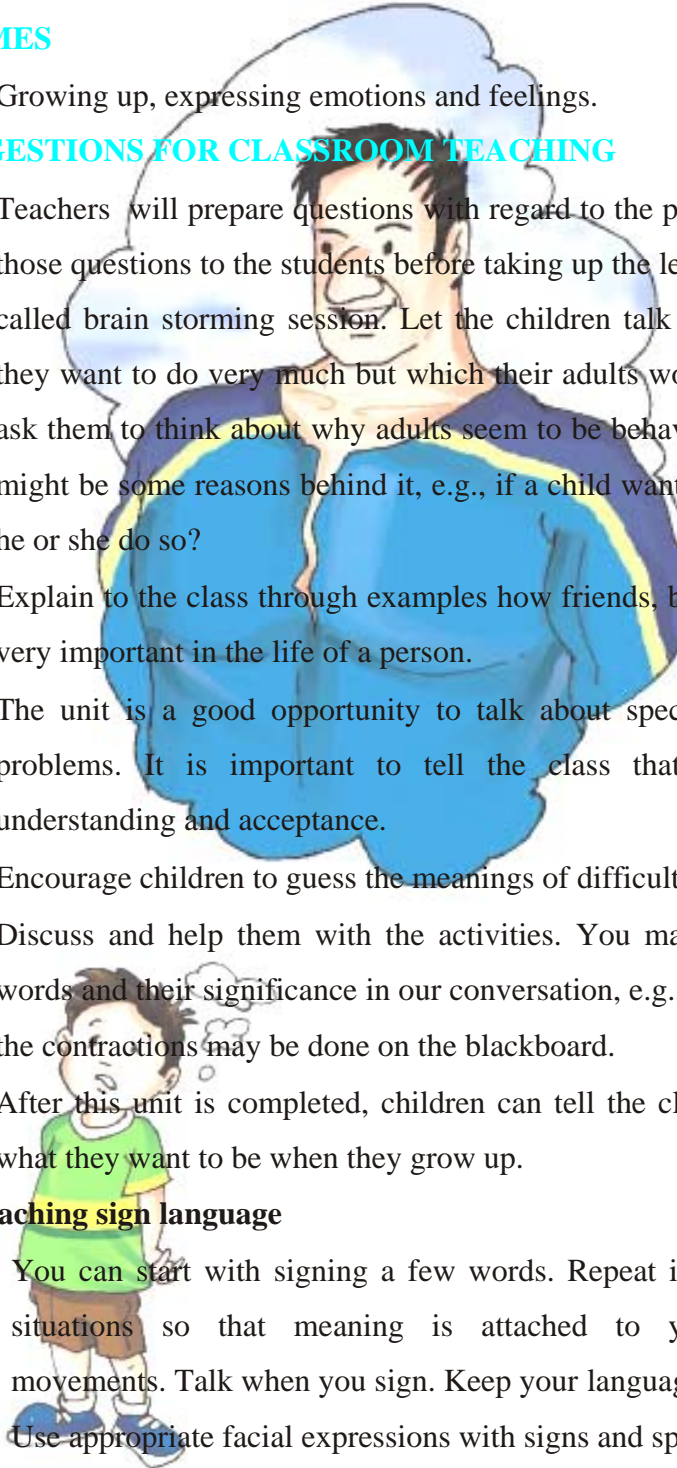 MES
Growing up, expressing emotions and feelings.
GESTIONS FOR CLASSROOM TEACHING
Teachers will prepare questions with regard to the p
those questions to the students before taking up the le
called brain storming session. Let the children talk
they want to do very much but which their adults wo
ask them to think about why adults seem to be behav
might be some reasons behind it, e.g., if a child want
he or she do so?
Explain to the class through examples how friends, b
very important in the life of a person.
The unit is a good opportunity to talk about spec
problems. It is important to tell the class that
understanding and acceptance.
Encourage children to guess the meanings of difficult
Discuss and help them with the activities. You ma
words and their significance in our conversation, e.g.
the contractions may be done on the blackboard.
After this unit is completed, children can tell the cl
what they want to be when they grow up.
aching sign language
You can start with signing a few words. Repeat i
situations so that meaning is attached to y
movements. Talk when you sign. Keep your languag
Use appropriate facial expressions with signs and sp